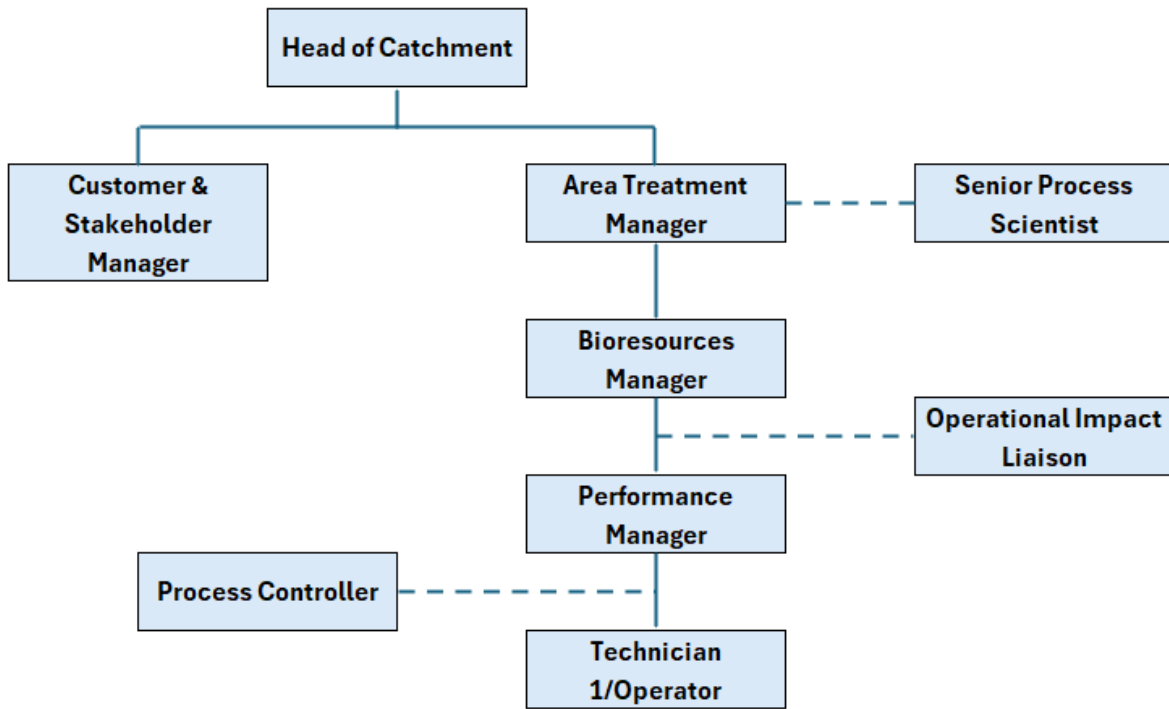 Head of Catchment
Customer &
Stakeholder
Manager
Area Treatment
Manager
Senior Process
Scientist
Bioresources
Manager
Operational Impact
Liaison
Performance
Manager
Process Controller
Technician
1/Operator